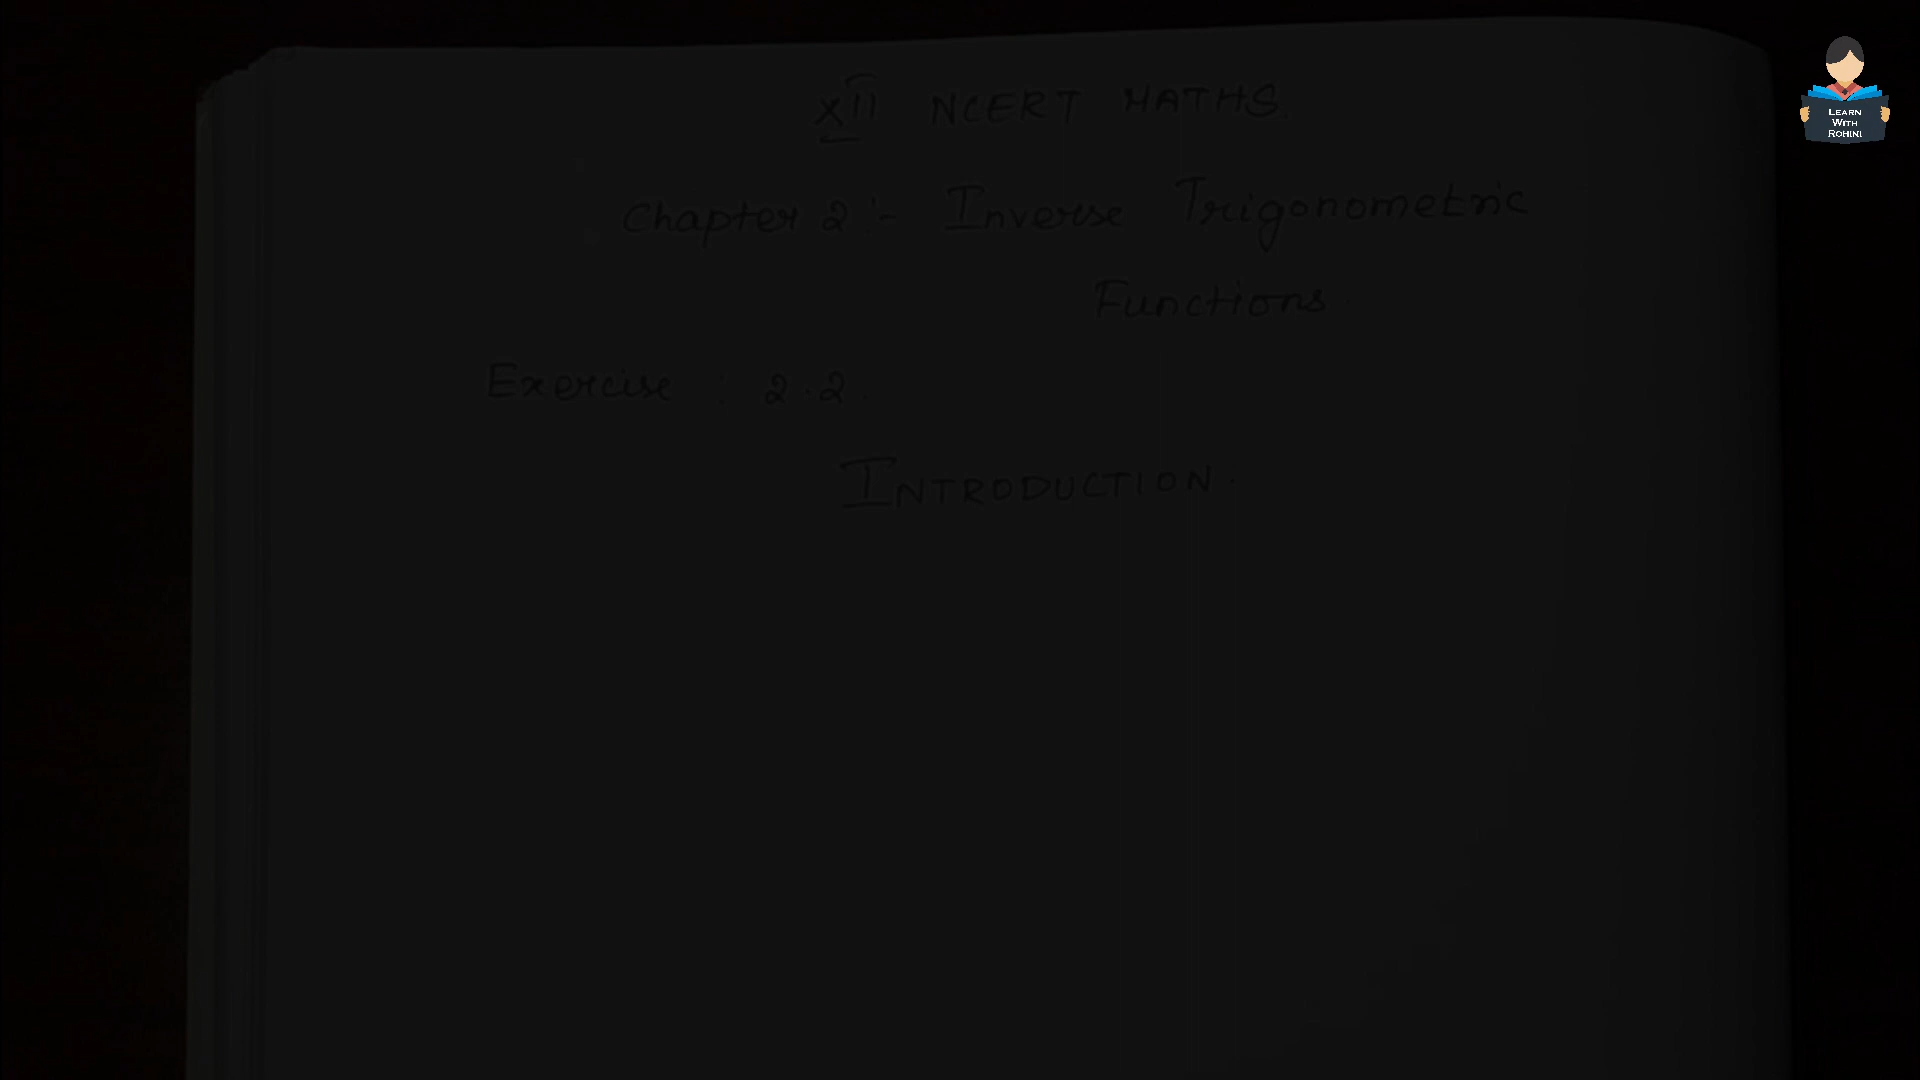 XII NCERT MATHS
Chapter 2 :- Inverse Trigonometric
Functions
Exercise : 2.2.
INTRODUCTION.
LEARN
WITH
ROHINI